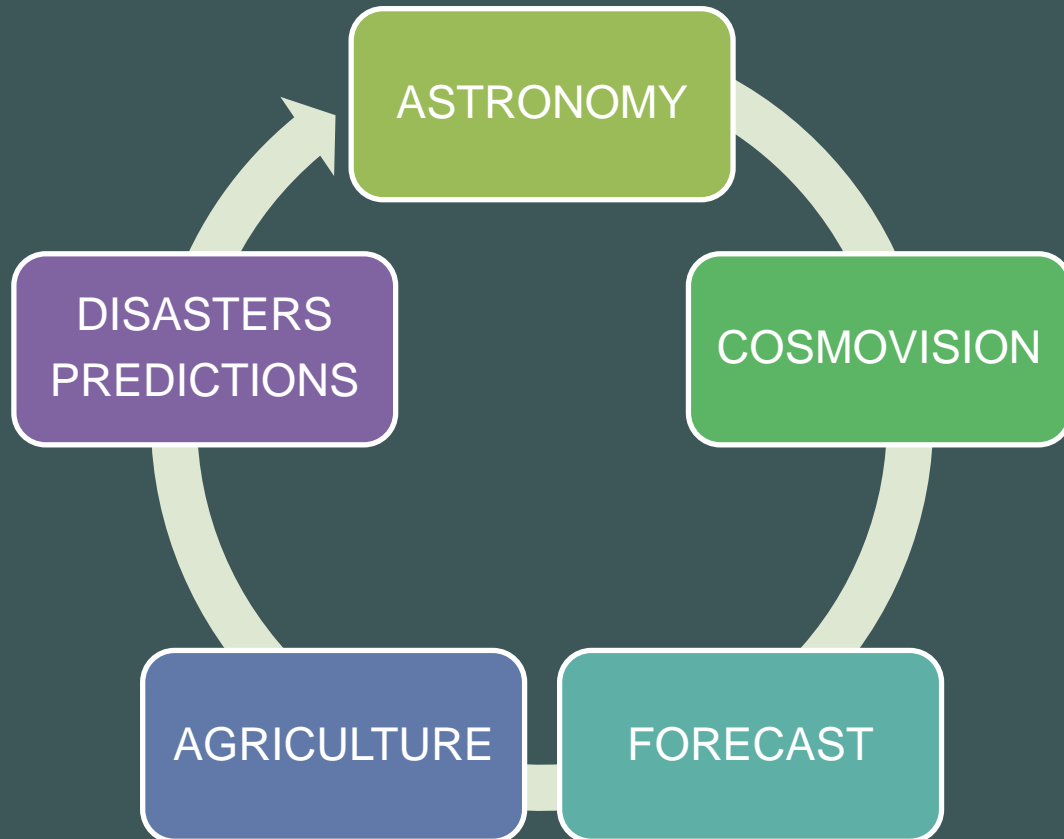 ASTRONOMY
COSMOVISION
FORECAST
AGRICULTURE
DISASTERS
PREDICTIONS